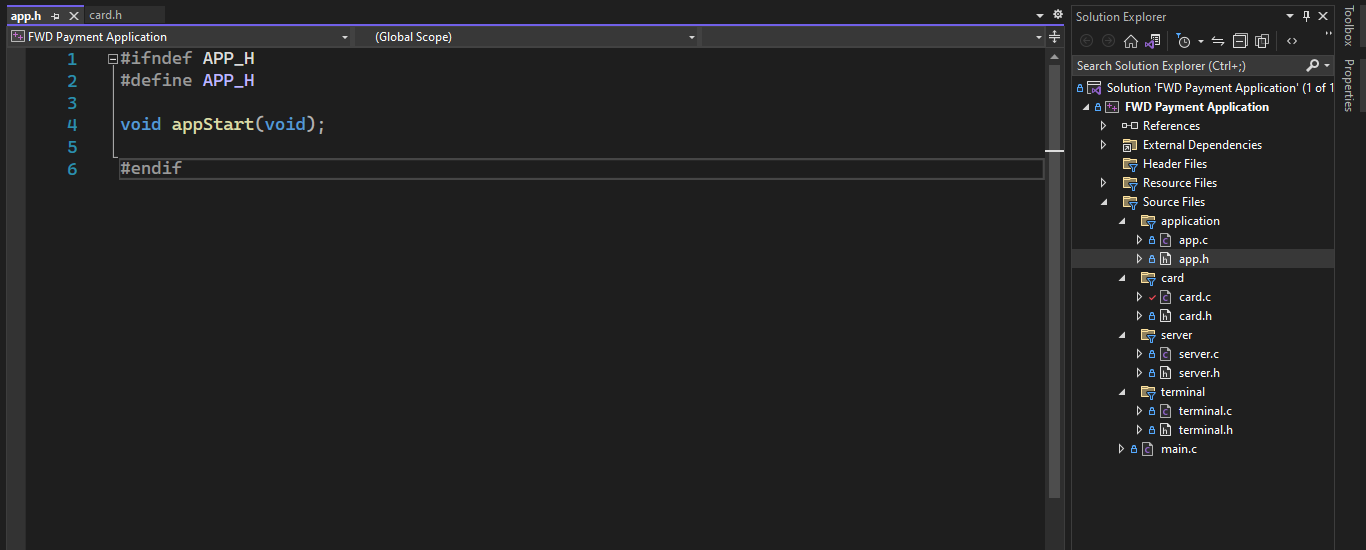 app.h
card.h
FWD Payment Application
(Global Scope)
1 #ifndef APP_H
2 #define APP_H
3
4 void appStart(void);
5
6 #endif
Solution Explorer
Search Solution Explorer (Ctrl+;)
Solution 'FWD Payment Application' (1 of 1
FWD Payment Application
References
External Dependencies
Header Files
Resource Files
Source Files
application
app.c
app.h
card
card.c
card.h
server
server.c
server.h
terminal
terminal.c
terminal.h
main.c
Toolbox
Properties